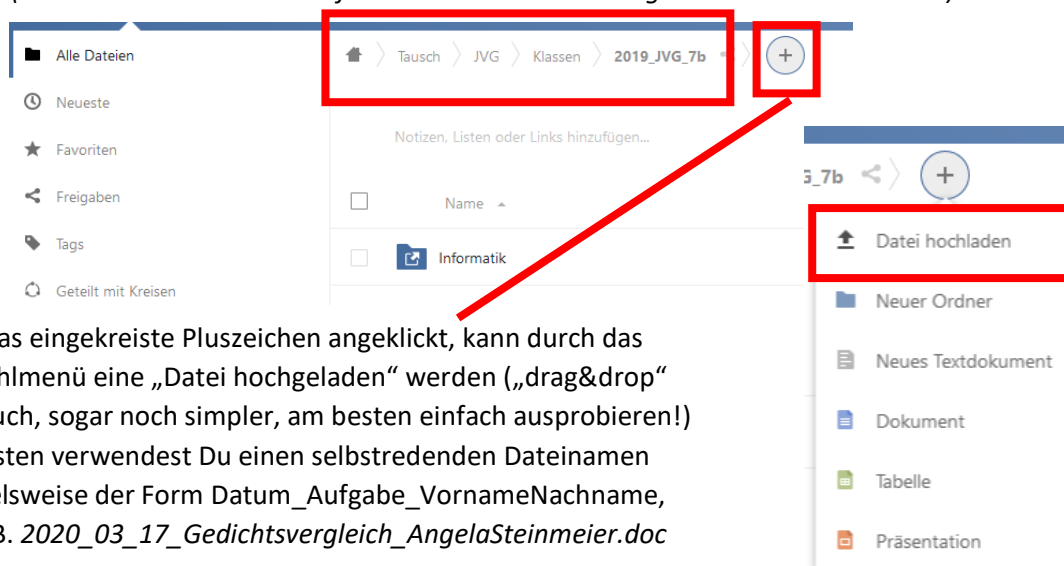 Alle Dateien
Neueste
Favoriten
Freigaben
Tags
Geteilt mit Kreisen
Tausch JVG Klassen 2019_JVG_7b +
Notizen, Listen oder Links hinzufügen...
Name
Informatik
G_7b +
Datei hochladen
Neuer Ordner
Neues Textdokument
Dokument
Tabelle
Präsentation
as eingekreiste Pluszeichen angeklickt, kann durch das
hlmenü eine „Datei hochgeladen“ werden („drag&drop“
uch, sogar noch simpler, am besten einfach ausprobieren!)
sten verwendest Du einen selbstredenden Dateinamen
elsweise der Form Datum_Aufgabe_VornameNachname,
B. 2020_03_17_Gedichtsvergleich_AngelaSteinmeier.doc